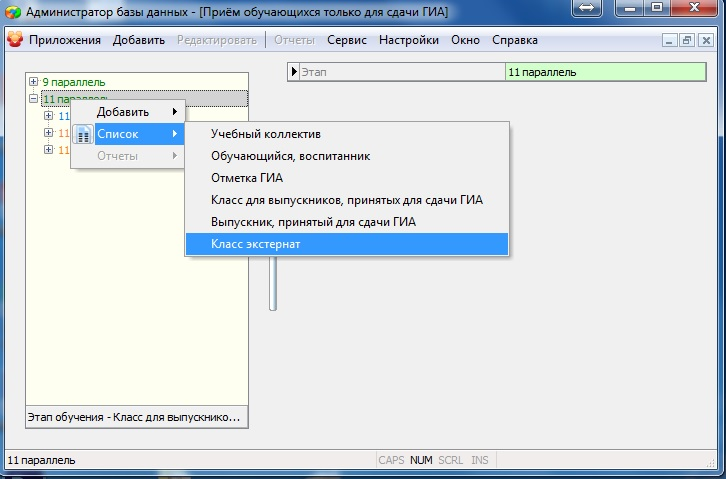 Администратор базы данных - [Приём обучающихся только для сдачи ГИА]
Приложения Добавить Редактировать Отчеты Сервис Настройки Окно Справка
9 параллель
Этап 11 параллель
11 параллель
Добавить
11
Список
11
Отчеты
11
Учебный коллектив
Обучающийся, воспитанник
Отметка ГИА
Класс для выпускников, принятых для сдачи ГИА
Выпускник, принятый для сдачи ГИА
Класс экстернат
Этап обучения - Класс для выпускнико...
11 параллель CAPS NUM SCRL INS